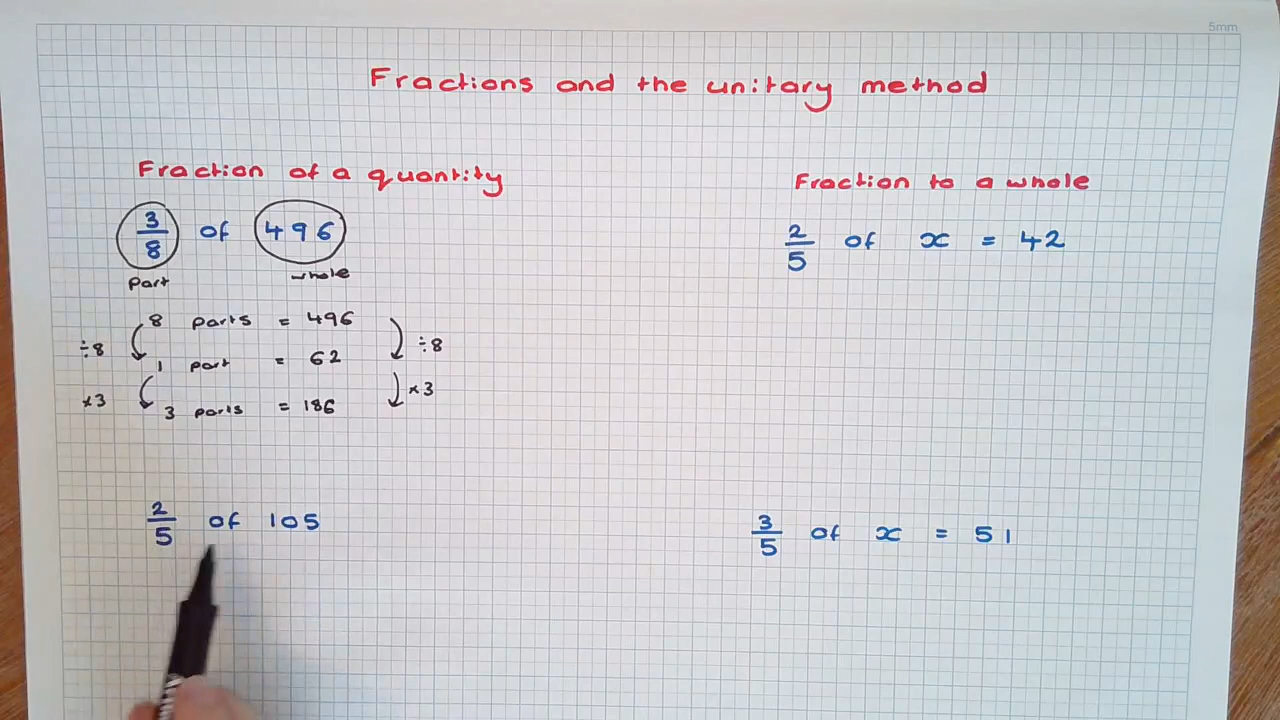 5mm
Fractions and the unitary method
Fraction of a quantity
3/8 of 496
part whole
8 parts = 496
÷8 ÷8
1 part = 62
×3 ×3
3 parts = 186
2/5 of 105
Fraction to a whole
2/5 of x = 42
3/5 of x = 51